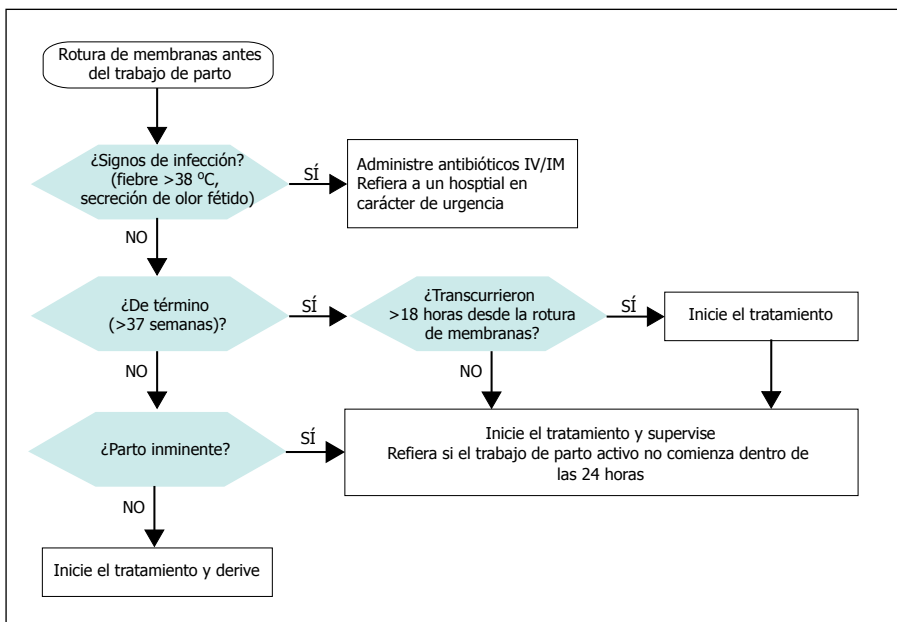 Rotura de membranas antes
del trabajo de parto
¿Signos de infección?
(fiebre >38 ºC,
secreción de olor fétido)
SÍ
Administre antibióticos IV/IM
Refiera a un hosptial en
carácter de urgencia
NO
¿De término
(>37 semanas)?
SÍ
¿Transcurrieron
>18 horas desde la rotura
de membranas?
SÍ
Inicie el tratamiento
NO
NO
¿Parto inminente?
SÍ
Inicie el tratamiento y supervise
Refiera si el trabajo de parto activo no comienza dentro de
las 24 horas
NO
Inicie el tratamiento y derive